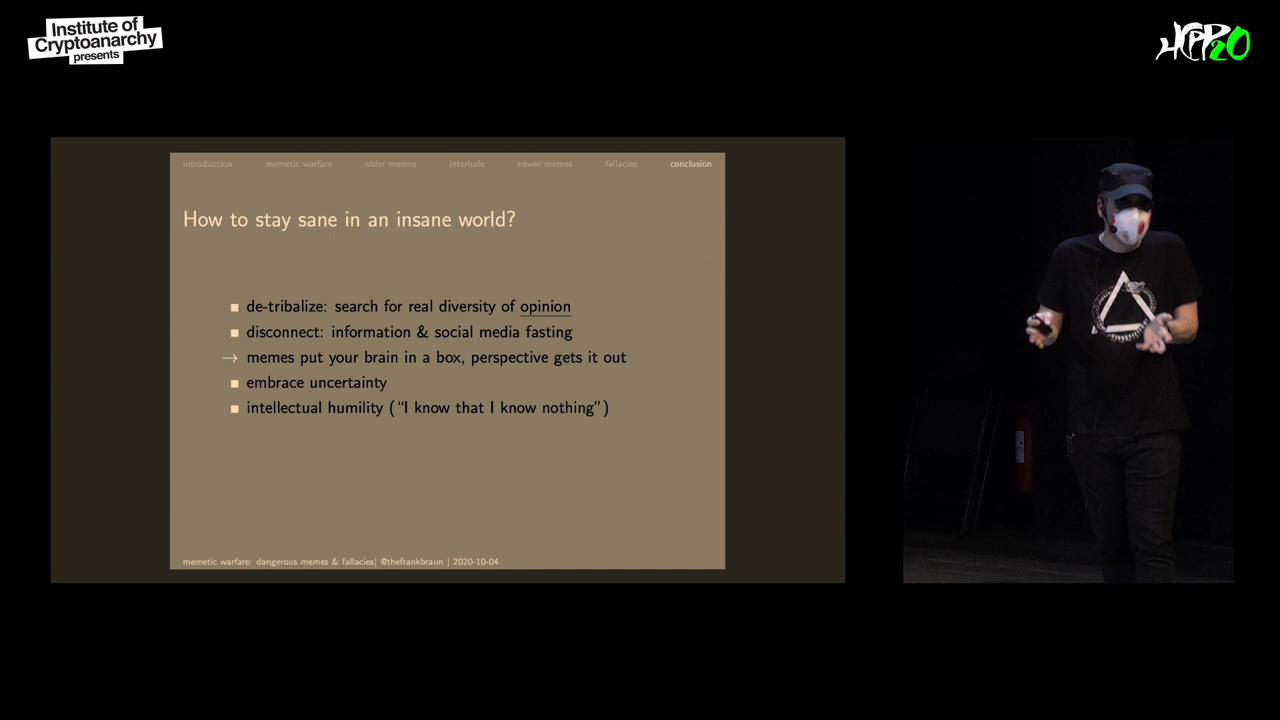 Institute of
Cryptoanarchy
presents
HCPP20
introduction memetic warfare older memes interlude newer memes fallacies conclusion
How to stay sane in an insane world?
de-tribalize: search for real diversity of opinion
disconnect: information & social media fasting
→ memes put your brain in a box, perspective gets it out
embrace uncertainty
intellectual humility (“I know that I know nothing”)
memetic warfare: dangerous memes & fallacies| @thefrankbraun | 2020-10-04